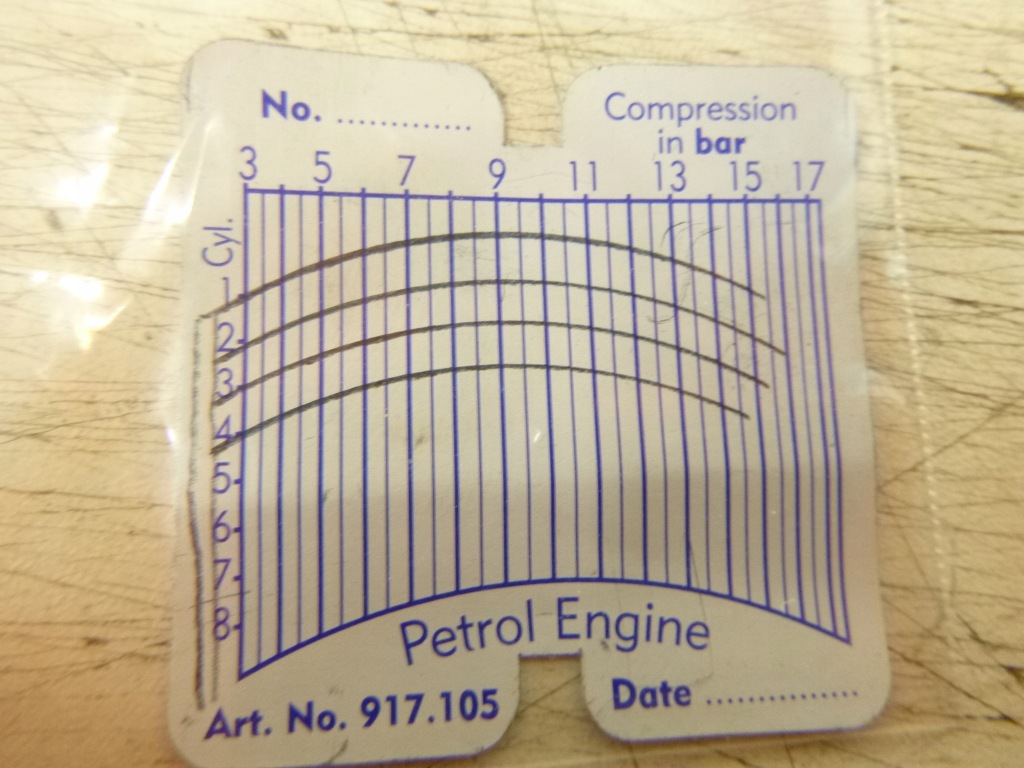 No. .............
Compression
in bar
3 5 7 9 11 13 15 17
Cyl.
1
2
3
4
5
6
7
8
Petrol Engine
Art. No. 917.105
Date ...............